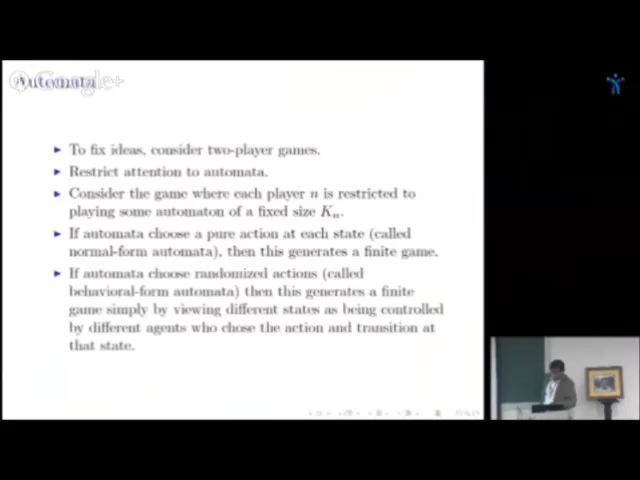 Google+
Automata
► To fix ideas, consider two-player games.
► Restrict attention to automata.
► Consider the game where each player n is restricted to
playing some automaton of a fixed size Kn.
► If automata choose a pure action at each state (called
normal-form automata), then this generates a finite game.
► If automata choose randomized actions (called
behavioral-form automata) then this generates a finite
game simply by viewing different states as being controlled
by different agents who chose the action and transition at
that state.